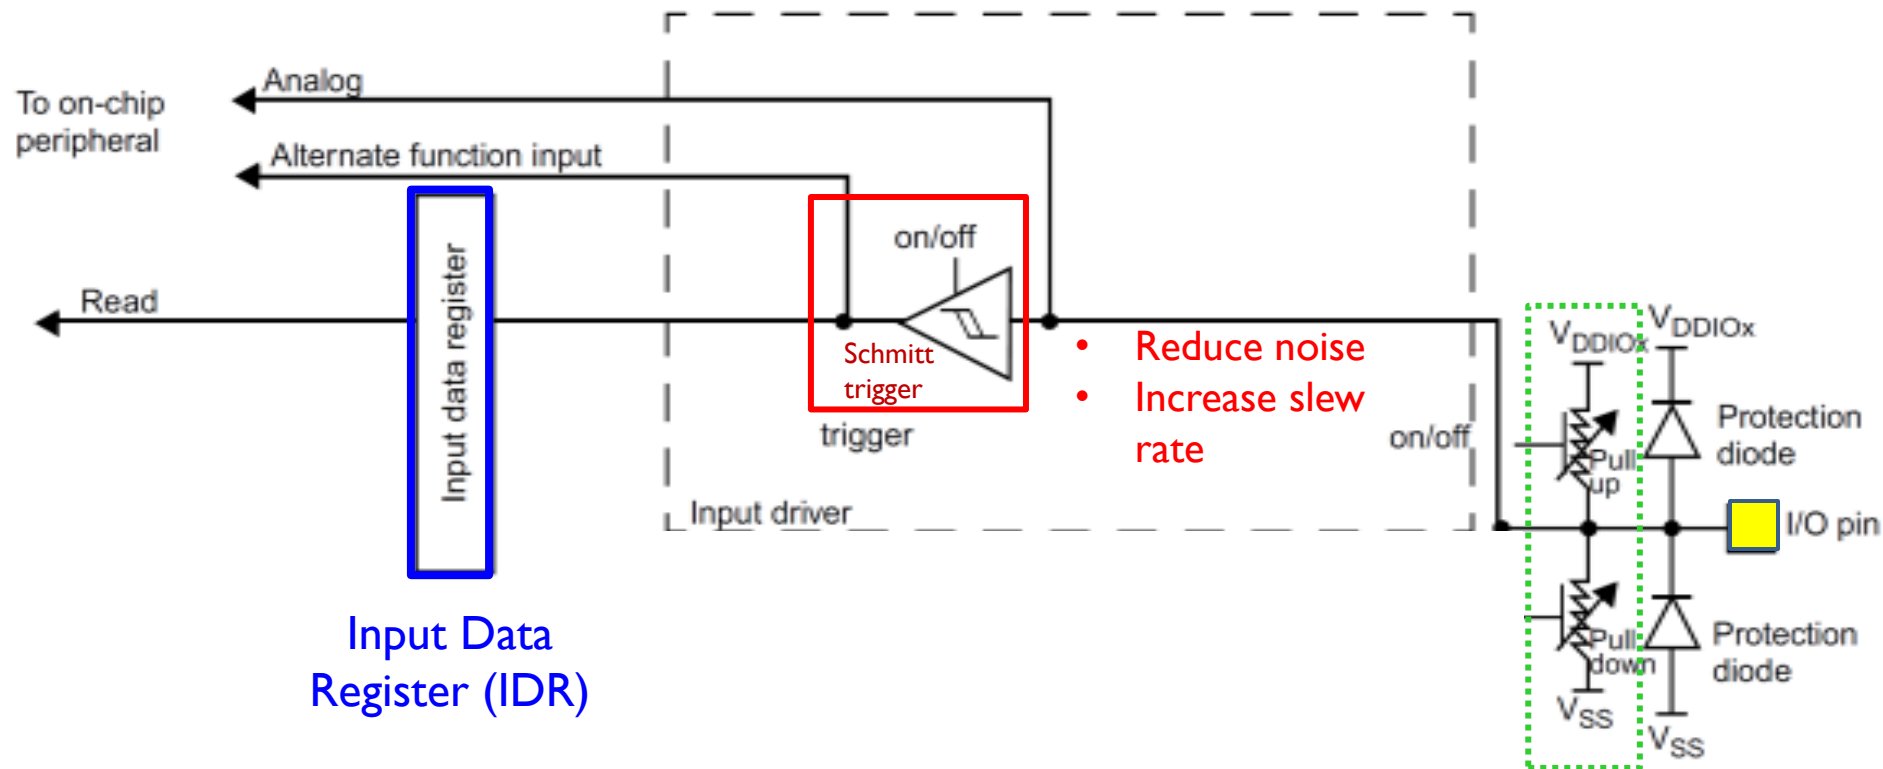 Analog
To on-chip
peripheral
Alternate function input
on/off
Read
Input data register
Schmitt
trigger
trigger
• Reduce noise
• Increase slew
rate
on/off
Input driver
VDDIOx
VDDIOx
Pull
up
Protection
diode
I/O pin
Pull
down
Protection
diode
VSS
VSS
Input Data
Register (IDR)